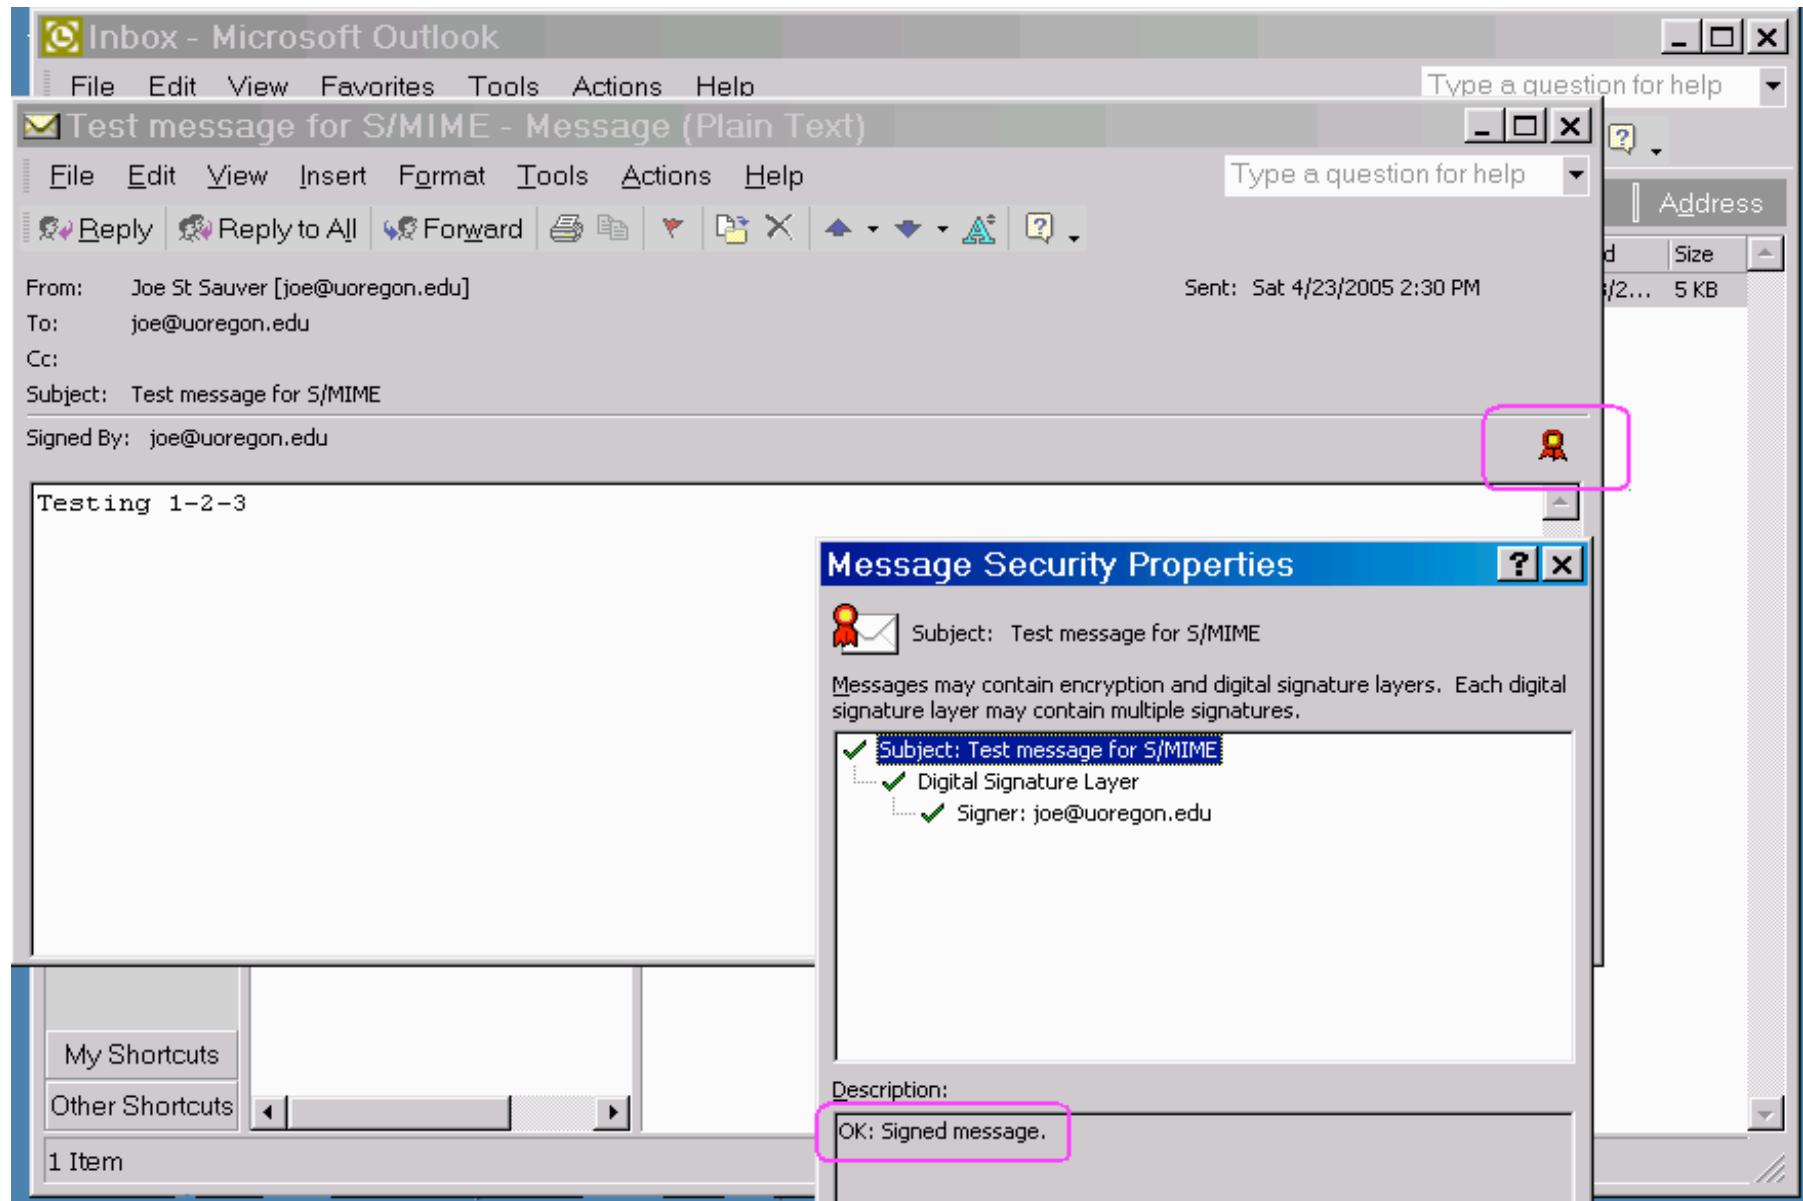 Inbox - Microsoft Outlook
File Edit View Favorites Tools Actions Help
Type a question for help
Test message for S/MIME - Message (Plain Text)
File Edit View Insert Format Tools Actions Help
Type a question for help
Reply Reply to All Forward
Address
Size
From: Joe St Sauver [joe@uoregon.edu]
Sent: Sat 4/23/2005 2:30 PM
5 KB
To: joe@uoregon.edu
Cc:
Subject: Test message for S/MIME
Signed By: joe@uoregon.edu
Testing 1-2-3
Message Security Properties
Subject: Test message for S/MIME
Messages may contain encryption and digital signature layers. Each digital
signature layer may contain multiple signatures.
Subject: Test message for S/MIME
Digital Signature Layer
Signer: joe@uoregon.edu
My Shortcuts
Other Shortcuts
Description:
OK: Signed message.
1 Item